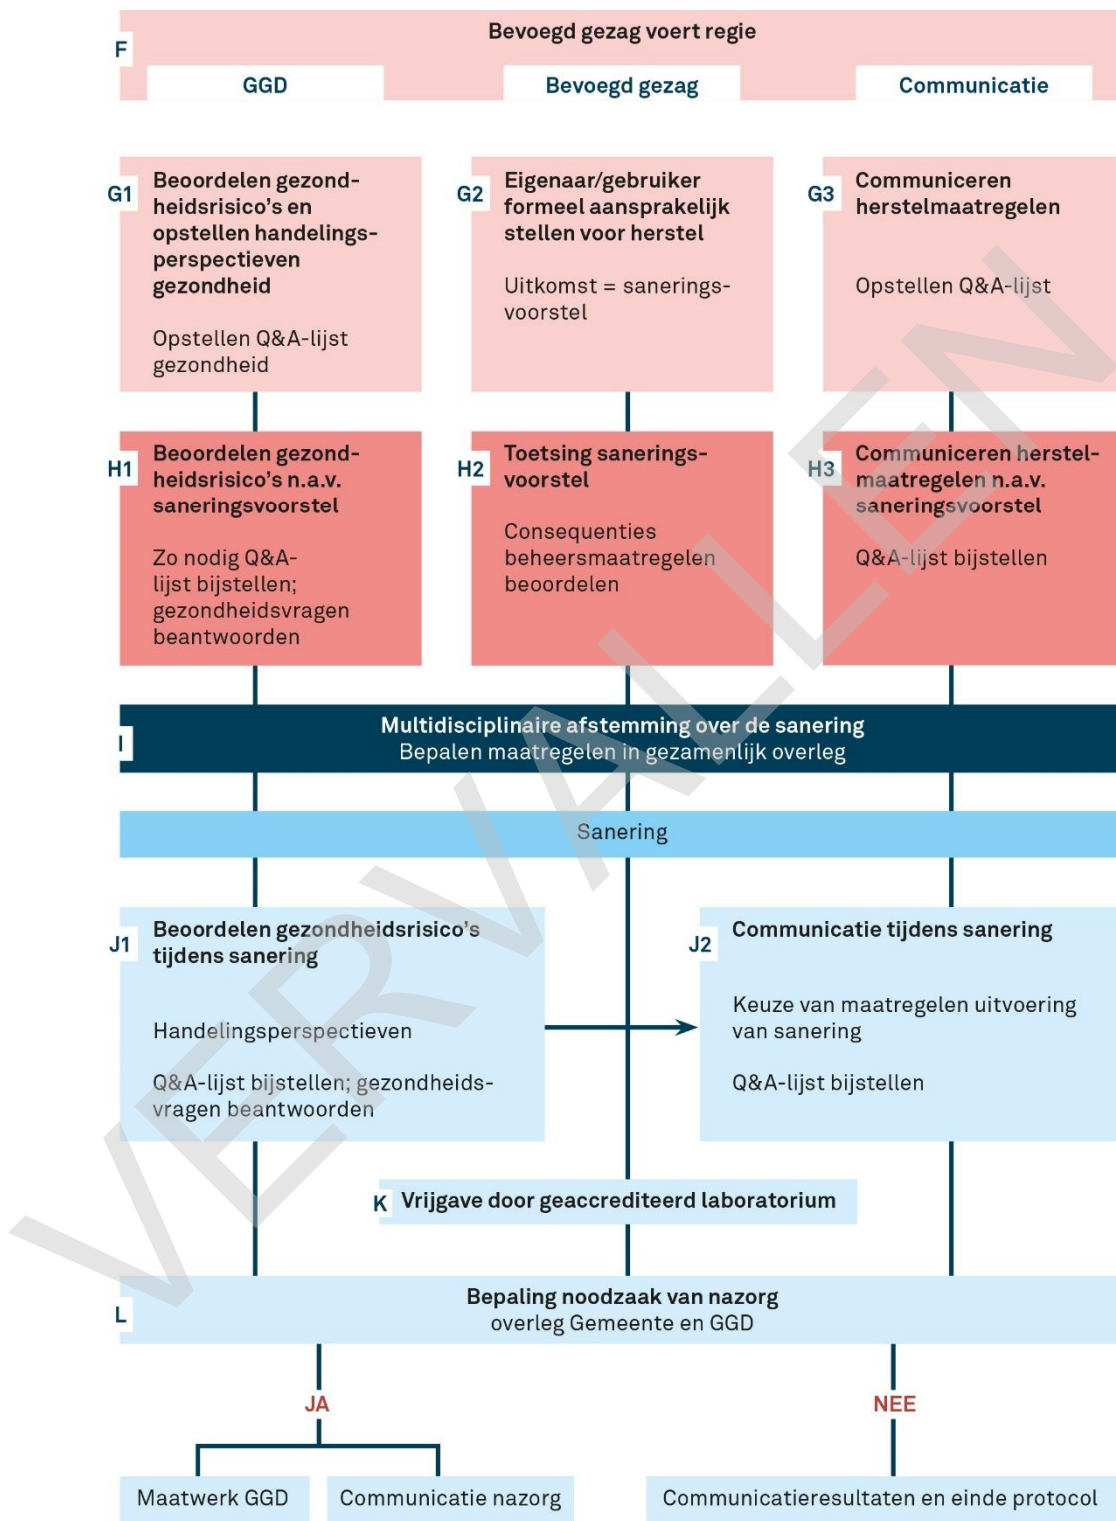 F
Bevoegd gezag voert regie
GGD
Bevoegd gezag
Communicatie
G1
Beoordelen gezond-
heidsrisico's en
opstellen handelings-
perspectieven
gezondheid
Opstellen Q&A-lijst
gezondheid
G2
Eigenaar/gebruiker
formeel aansprakelijk
stellen voor herstel
Uitkomst = sanerings-
voorstel
G3
Communiceren
herstelmaatregelen
Opstellen Q&A-lijst
H1
Beoordelen gezond-
heidsrisico's n.a.v.
saneringsvoorstel
Zo nodig Q&A-
lijst bijstellen;
gezondheidsvragen
beantwoorden
H2
Toetsing sanerings-
voorstel
Consequenties
beheersmaatregelen
beoordelen
H3
Communiceren herstel-
maatregelen n.a.v.
saneringsvoorstel
Q&A-lijst bijstellen
I
Multidisciplinaire afstemming over de sanering
Bepalen maatregelen in gezamenlijk overleg
Sanering
J1
Beoordelen gezondheidsrisico's
tijdens sanering
Handelingsperspectieven
Q&A-lijst bijstellen; gezondheids-
vragen beantwoorden
J2
Communicatie tijdens sanering
Keuze van maatregelen uitvoering
van sanering
Q&A-lijst bijstellen
K
Vrijgave door geaccrediteerd laboratorium
L
Bepaling noodzaak van nazorg
overleg Gemeente en GGD
JA
NEE
Maatwerk GGD
Communicatie nazorg
Communicatieresultaten en einde protocol
VERVALLEN